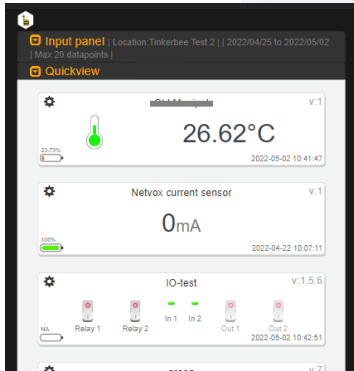 Input panel | Location:Tinkerbee Test 2 | | 2022/04/25 to 2022/05/02
| Max 20 datapoints |
Quickview
v:1
26.62°C
23.73%
2022-05-02 10:41:47
Netvox current sensor
v:1
0mA
100%
2022-04-22 10:07:11
IO-test
v:1.5.6
Relay 1
Relay 2
In 1
In 2
Out 1
Out 2
NA
2022-05-02 10:42:51
v:7